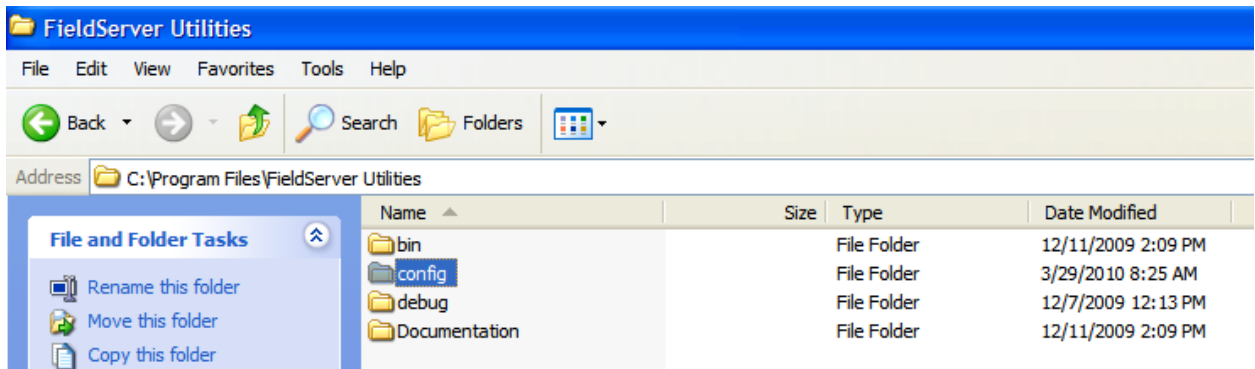 FieldServer Utilities
File Edit View Favorites Tools Help
Back Search Folders
Address C:\Program Files\FieldServer Utilities
Name Size Type Date Modified
File and Folder Tasks
bin File Folder 12/11/2009 2:09 PM
config File Folder 3/29/2010 8:25 AM
Rename this folder
debug File Folder 12/7/2009 12:13 PM
Move this folder
Documentation File Folder 12/11/2009 2:09 PM
Copy this folder